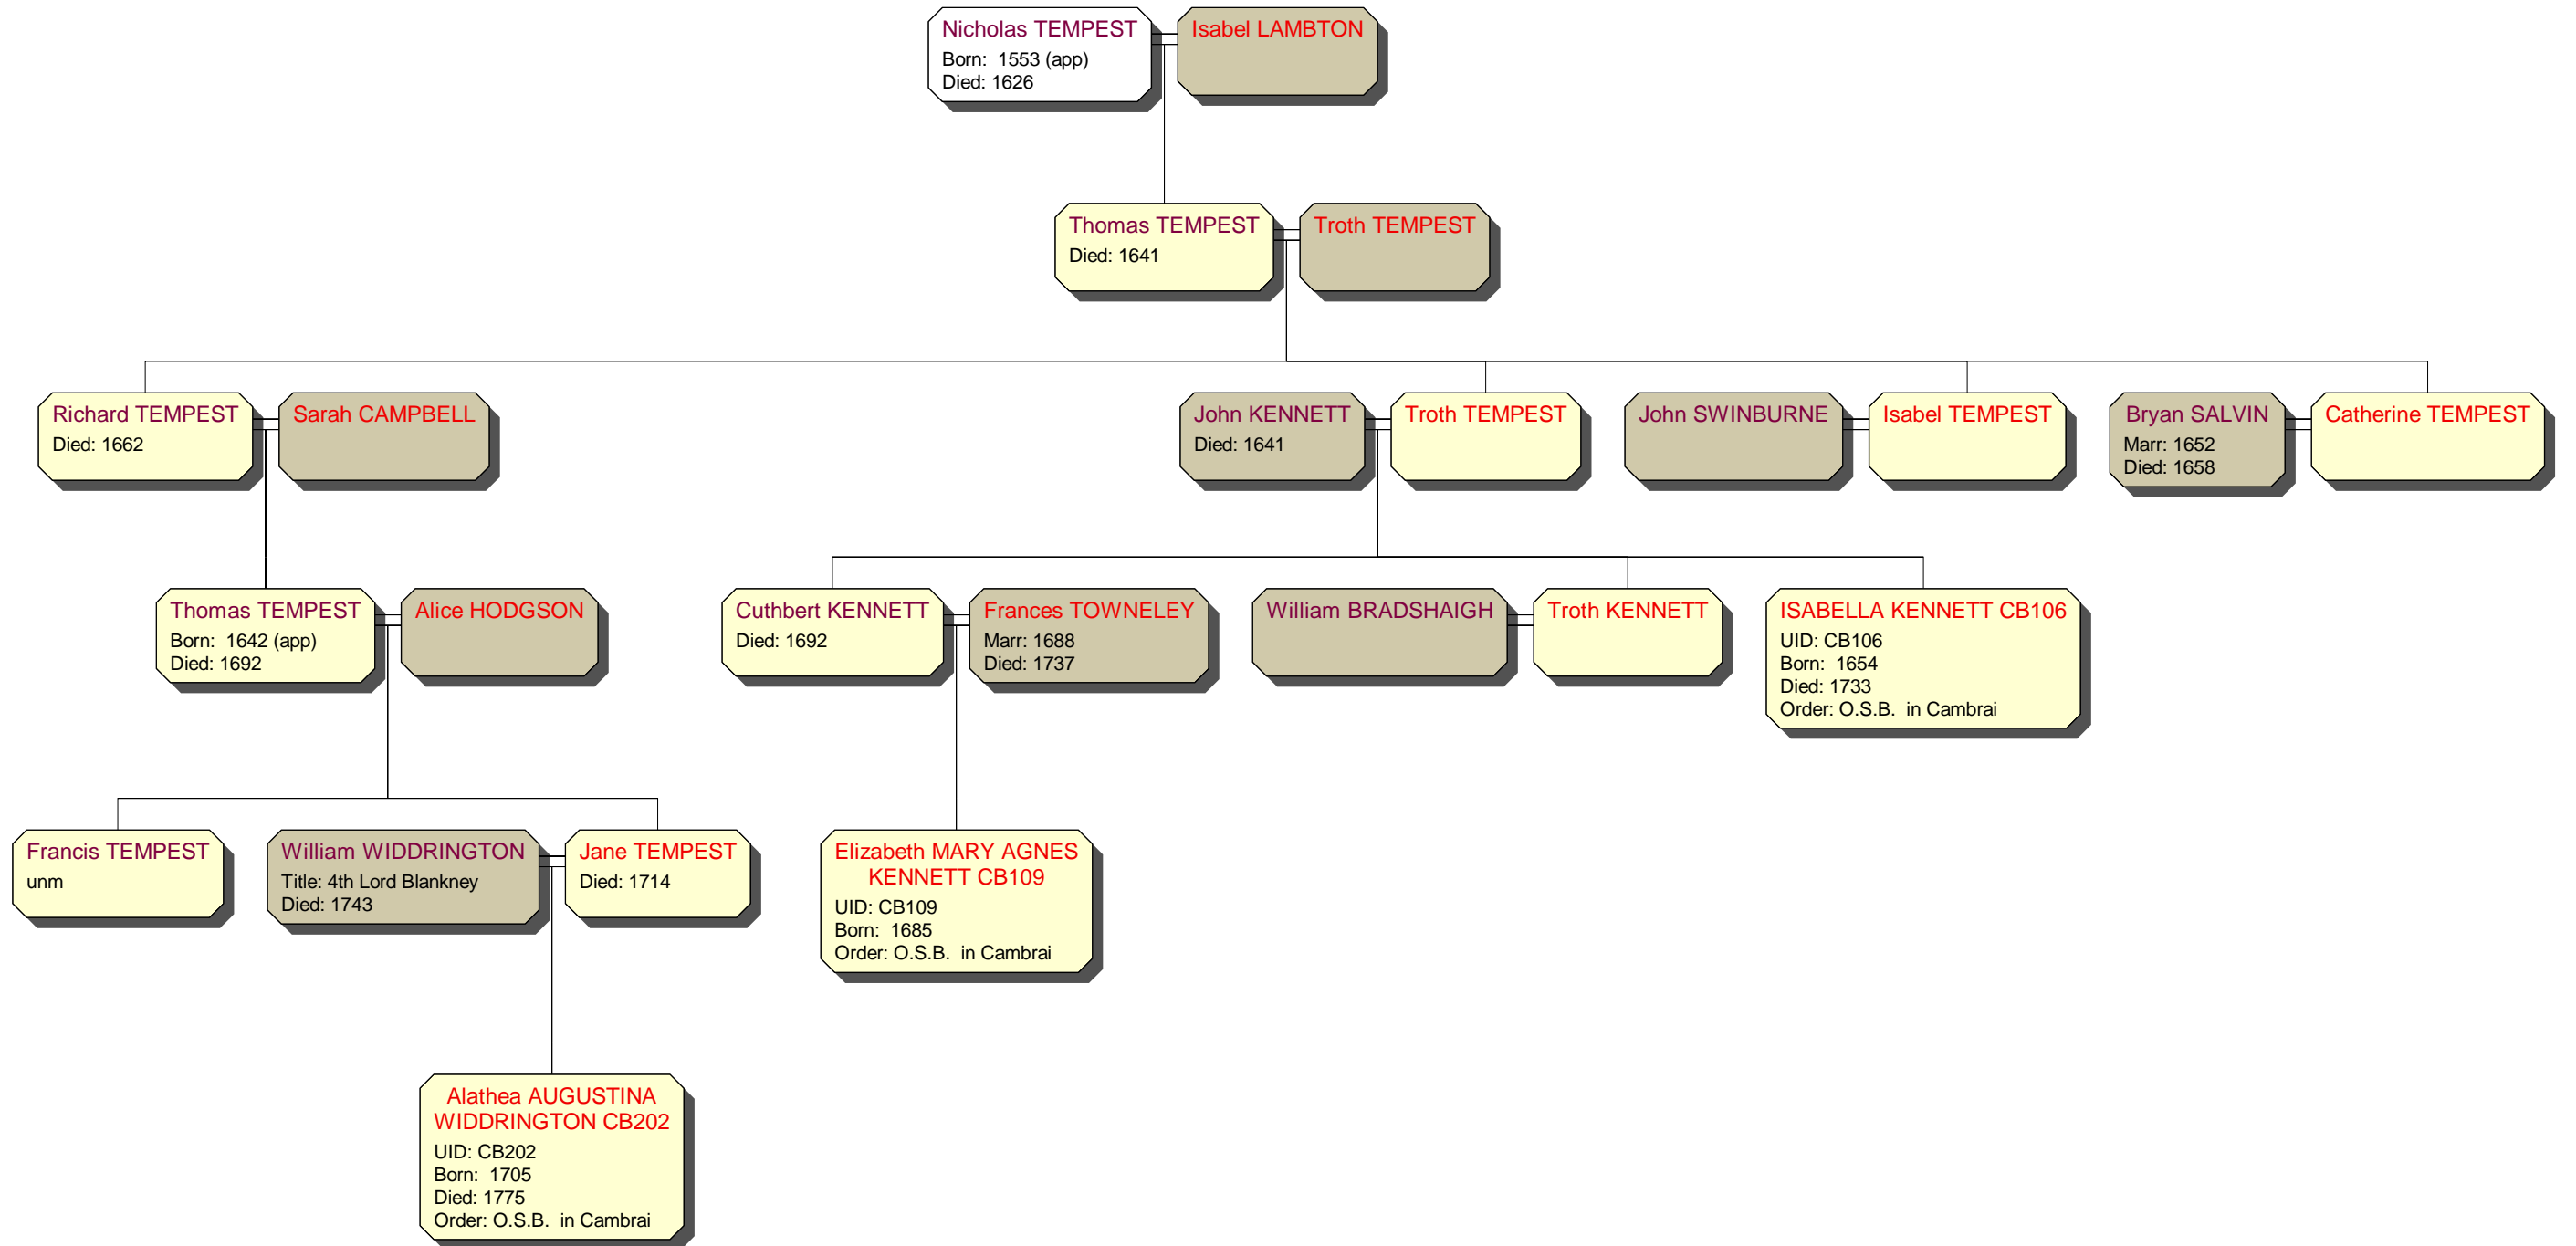 Nicholas TEMPEST
Born:  1553 (app)
Died: 1626
Isabel LAMBTON
Thomas TEMPEST
Died: 1641
Troth TEMPEST
Richard TEMPEST
Died: 1662
Sarah CAMPBELL
John KENNETT
Died: 1641
Troth TEMPEST
John SWINBURNE
Isabel TEMPEST
Bryan SALVIN
Marr: 1652
Died: 1658
Catherine TEMPEST
Thomas TEMPEST
Born:  1642 (app)
Died: 1692
Alice HODGSON
Cuthbert KENNETT
Died: 1692
Frances TOWNELEY
Marr: 1688
Died: 1737
William BRADSHAIGH
Troth KENNETT
ISABELLA KENNETT CB106
UID: CB106
Born:  1654
Died: 1733
Order: O.S.B.  in Cambrai
Francis TEMPEST
unm
William WIDDRINGTON
Title: 4th Lord Blankney
Died: 1743
Jane TEMPEST
Died: 1714
Elizabeth MARY AGNES
KENNETT CB109
UID: CB109
Born:  1685
Order: O.S.B.  in Cambrai
Alathea AUGUSTINA
WIDDRINGTON CB202
UID: CB202
Born:  1705
Died: 1775
Order: O.S.B.  in Cambrai